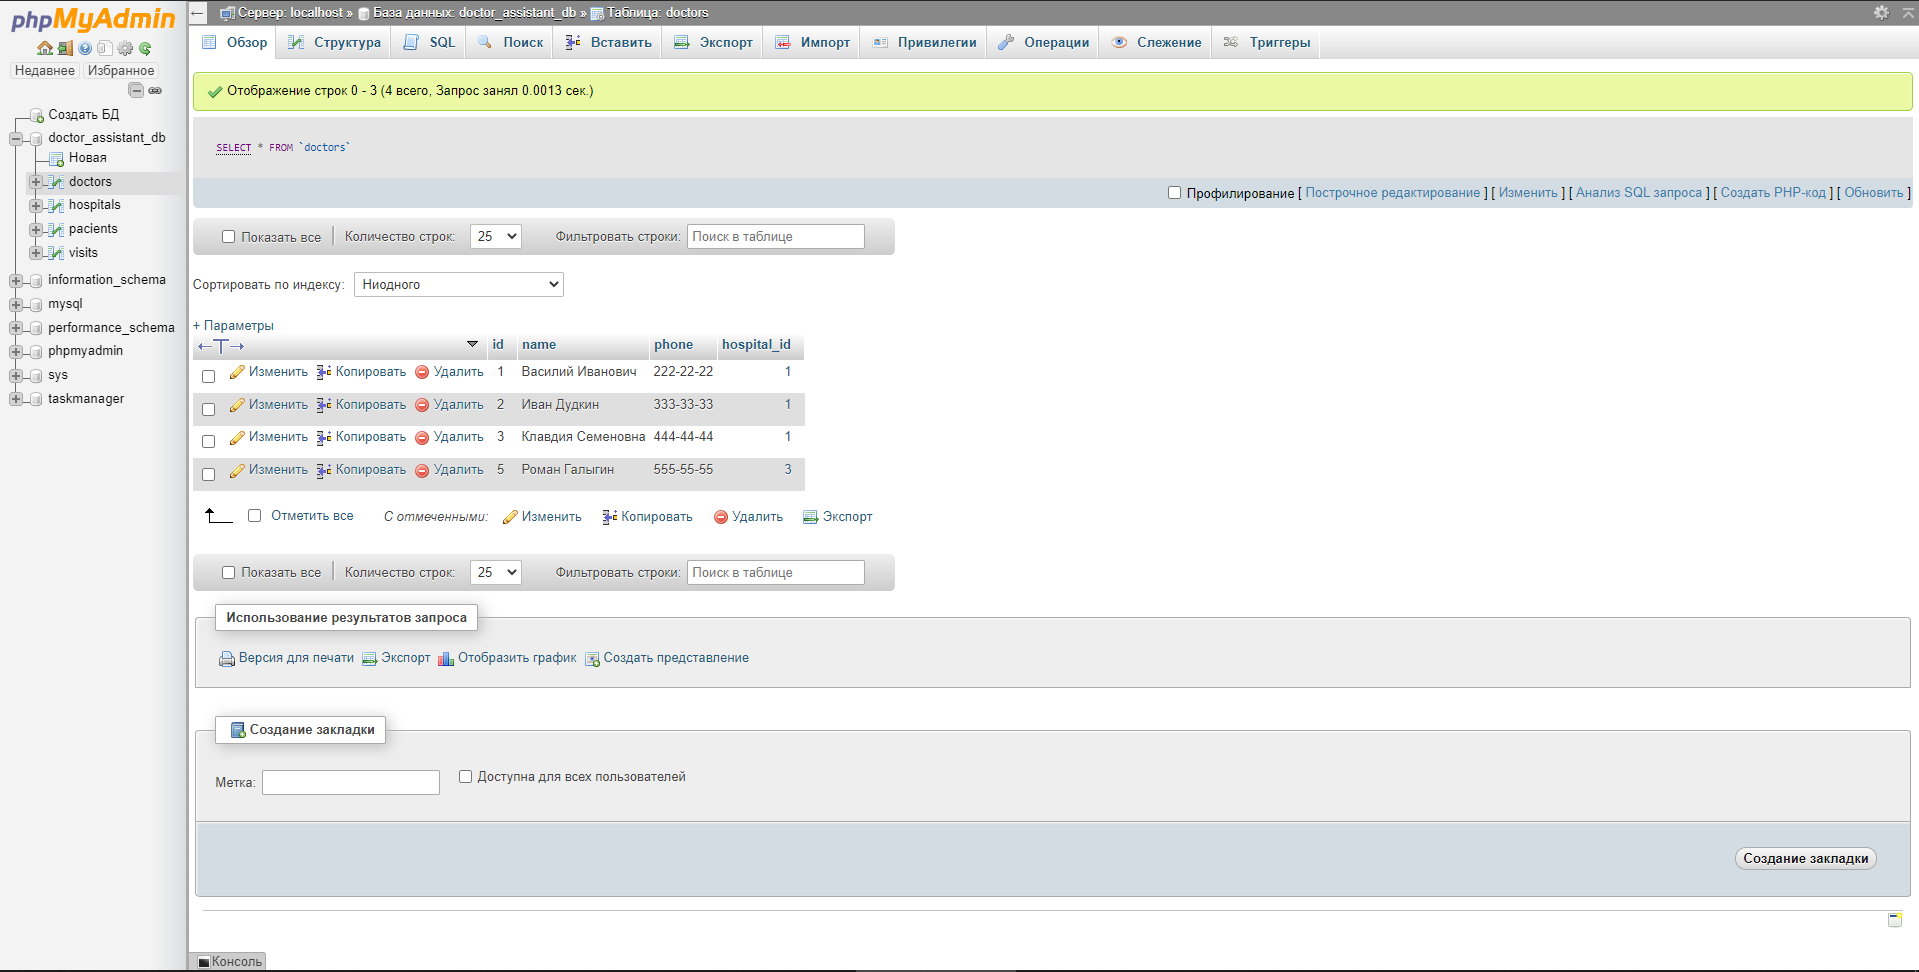 phpMyAdmin
Недавнее Избранное
Создать БД
doctor_assistant_db
Новая
doctors
hospitals
pacients
visits
information_schema
mysql
performance_schema
phpmyadmin
sys
taskmanager
Сервер: localhost » База данных: doctor_assistant_db » Таблица: doctors
Обзор Структура SQL Поиск Вставить Экспорт Импорт Привилегии Операции Слежение Триггеры
Отображение строк 0 - 3 (4 всего, Запрос занял 0.0013 сек.)
SELECT * FROM `doctors`
Профилирование [ Построчное редактирование ] [ Изменить ] [ Анализ SQL запроса ] [ Создать PHP-код ] [ Обновить ]
Показать все Количество строк: 25 Фильтровать строки: Поиск в таблице
Сортировать по индексу: Ниодного
+ Параметры
←T→ id name phone hospital_id
Изменить Копировать Удалить 1 Василий Иванович 222-22-22 1
Изменить Копировать Удалить 2 Иван Дудкин 333-33-33 1
Изменить Копировать Удалить 3 Клавдия Семеновна 444-44-44 1
Изменить Копировать Удалить 5 Роман Галыгин 555-55-55 3
Отметить все С отмеченными: Изменить Копировать Удалить Экспорт
Показать все Количество строк: 25 Фильтровать строки: Поиск в таблице
Использование результатов запроса
Версия для печати Экспорт Отобразить график Создать представление
Создание закладки
Метка: Доступна для всех пользователей
Создание закладки
Консоль